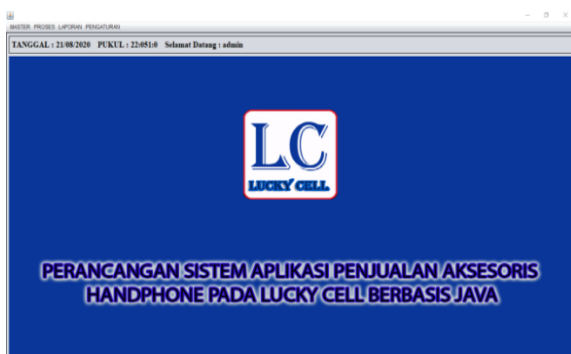 MASTER PROSES LAPORAN PENGATURAN
TANGGAL : 21/08/2020 PUKUL : 22:051:0 Selamat Datang : admin
LC
LUCKY CELL
PERANCANGAN SISTEM APLIKASI PENJUALAN AKSESORIS
HANDPHONE PADA LUCKY CELL BERBASIS JAVA